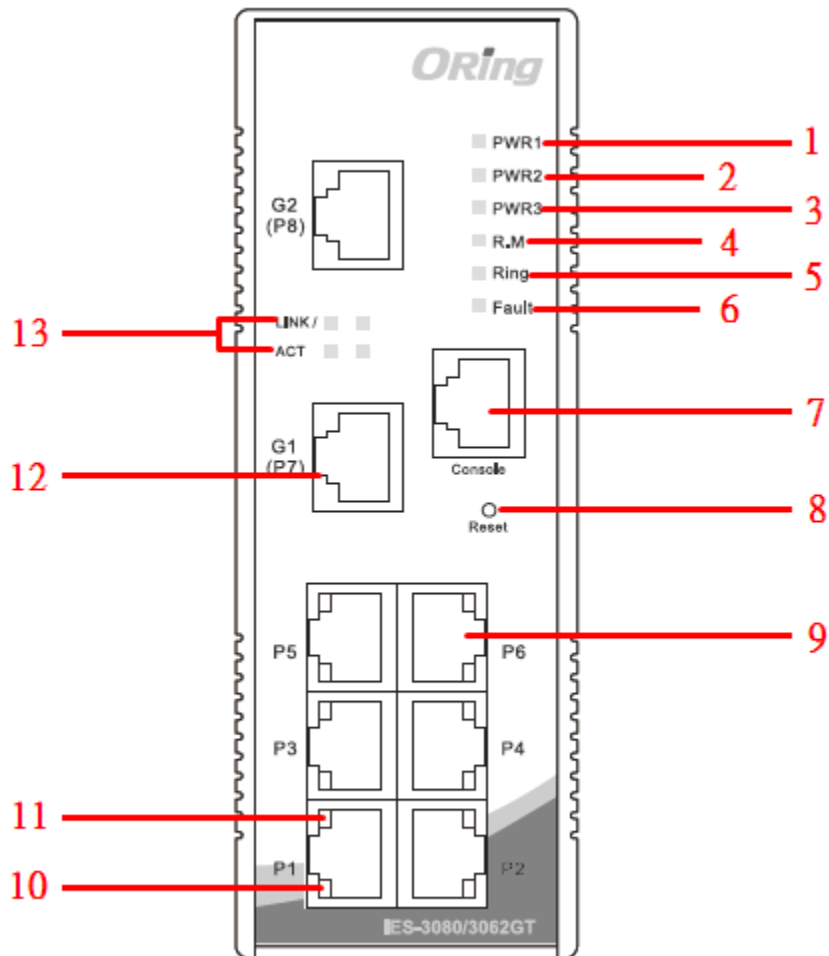 ORing
PWR1 1
PWR2 2
PWR3 3
R.M 4
Ring 5
Fault 6
G2
(P8)
13 LINK /
ACT
7
Console
G1
(P7)
12
8
Reset
P5 P6 9
P3 P4
11
P1 P2
10
IES-3080/3062GT